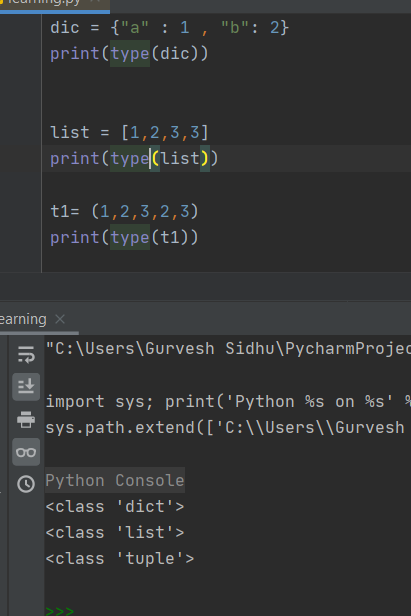 learning.py
dic = {"a" : 1 , "b": 2}
print(type(dic))
list = [1,2,3,3]
print(type(list))
t1= (1,2,3,2,3)
print(type(t1))
earning
"C:\Users\Gurvesh Sidhu\PycharmProjec
import sys; print('Python %s on %s' %
sys.path.extend(['C:\\Users\\Gurvesh
Python Console
<class 'dict'>
<class 'list'>
<class 'tuple'>
>>>